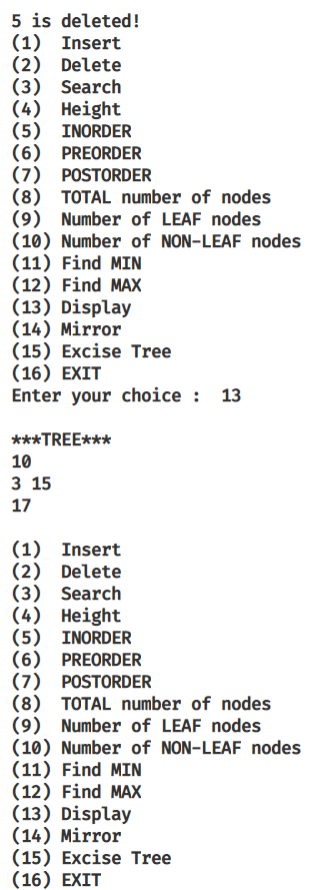 5 is deleted!
(1)  Insert
(2)  Delete
(3)  Search
(4)  Height
(5)  INORDER
(6)  PREORDER
(7)  POSTORDER
(8)  TOTAL number of nodes
(9)  Number of LEAF nodes
(10) Number of NON-LEAF nodes
(11) Find MIN
(12) Find MAX
(13) Display
(14) Mirror
(15) Excise Tree
(16) EXIT
Enter your choice :  13
***TREE***
10
3 15
17
(1)  Insert
(2)  Delete
(3)  Search
(4)  Height
(5)  INORDER
(6)  PREORDER
(7)  POSTORDER
(8)  TOTAL number of nodes
(9)  Number of LEAF nodes
(10) Number of NON-LEAF nodes
(11) Find MIN
(12) Find MAX
(13) Display
(14) Mirror
(15) Excise Tree
(16) EXIT